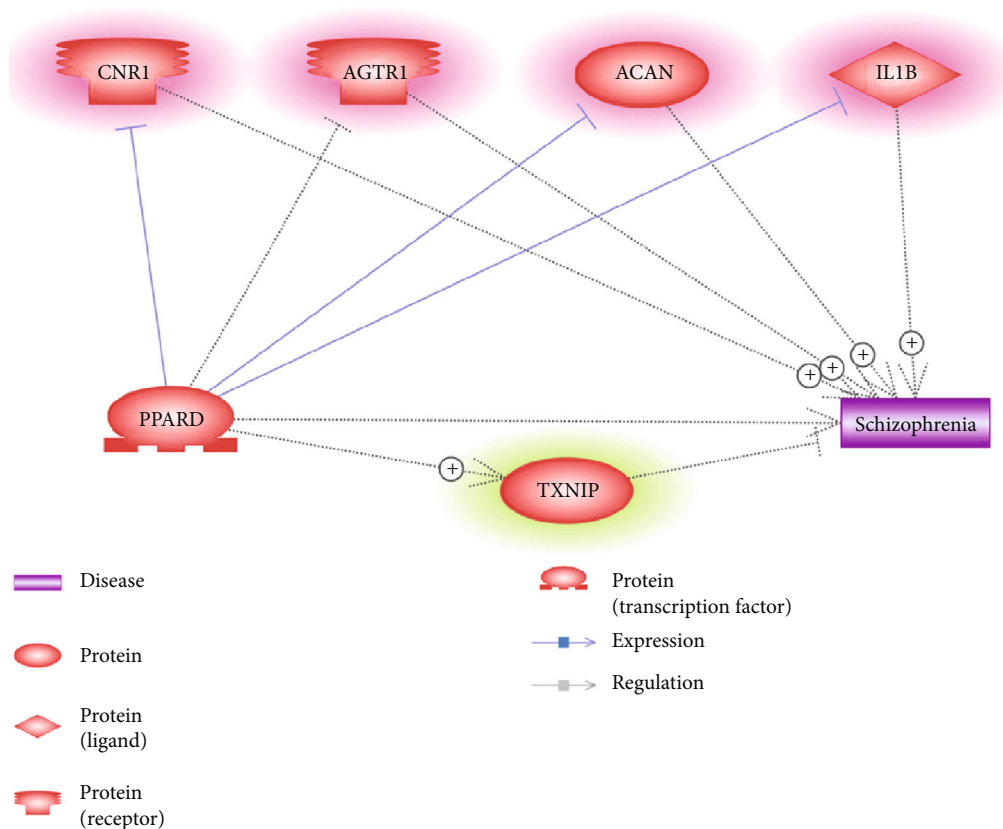 CNR1
AGTR1
ACAN
IL1B
+
+
+
+
PPARD
Schizophrenia
+
TXNIP
Disease
Protein
Protein
(ligand)
Protein
(receptor)
Protein
(transcription factor)
Expression
Regulation